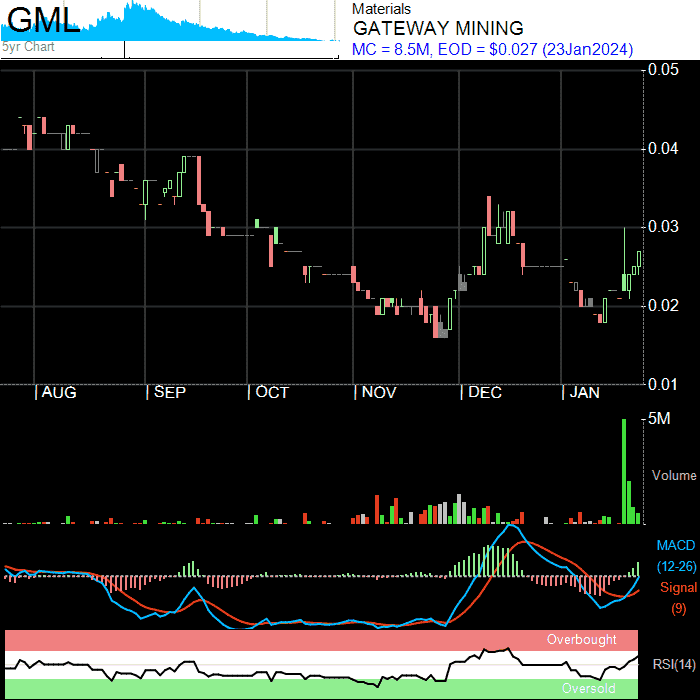 GML
5yr Chart
Materials
GATEWAY MINING
MC = 8.5M, EOD = $0.027 (23Jan2024)
0.05
0.04
0.03
0.02
0.01
AUG SEP OCT NOV DEC JAN
5M
Volume
MACD
(12-26)
Signal
(9)
Overbought
RSI(14)
Oversold